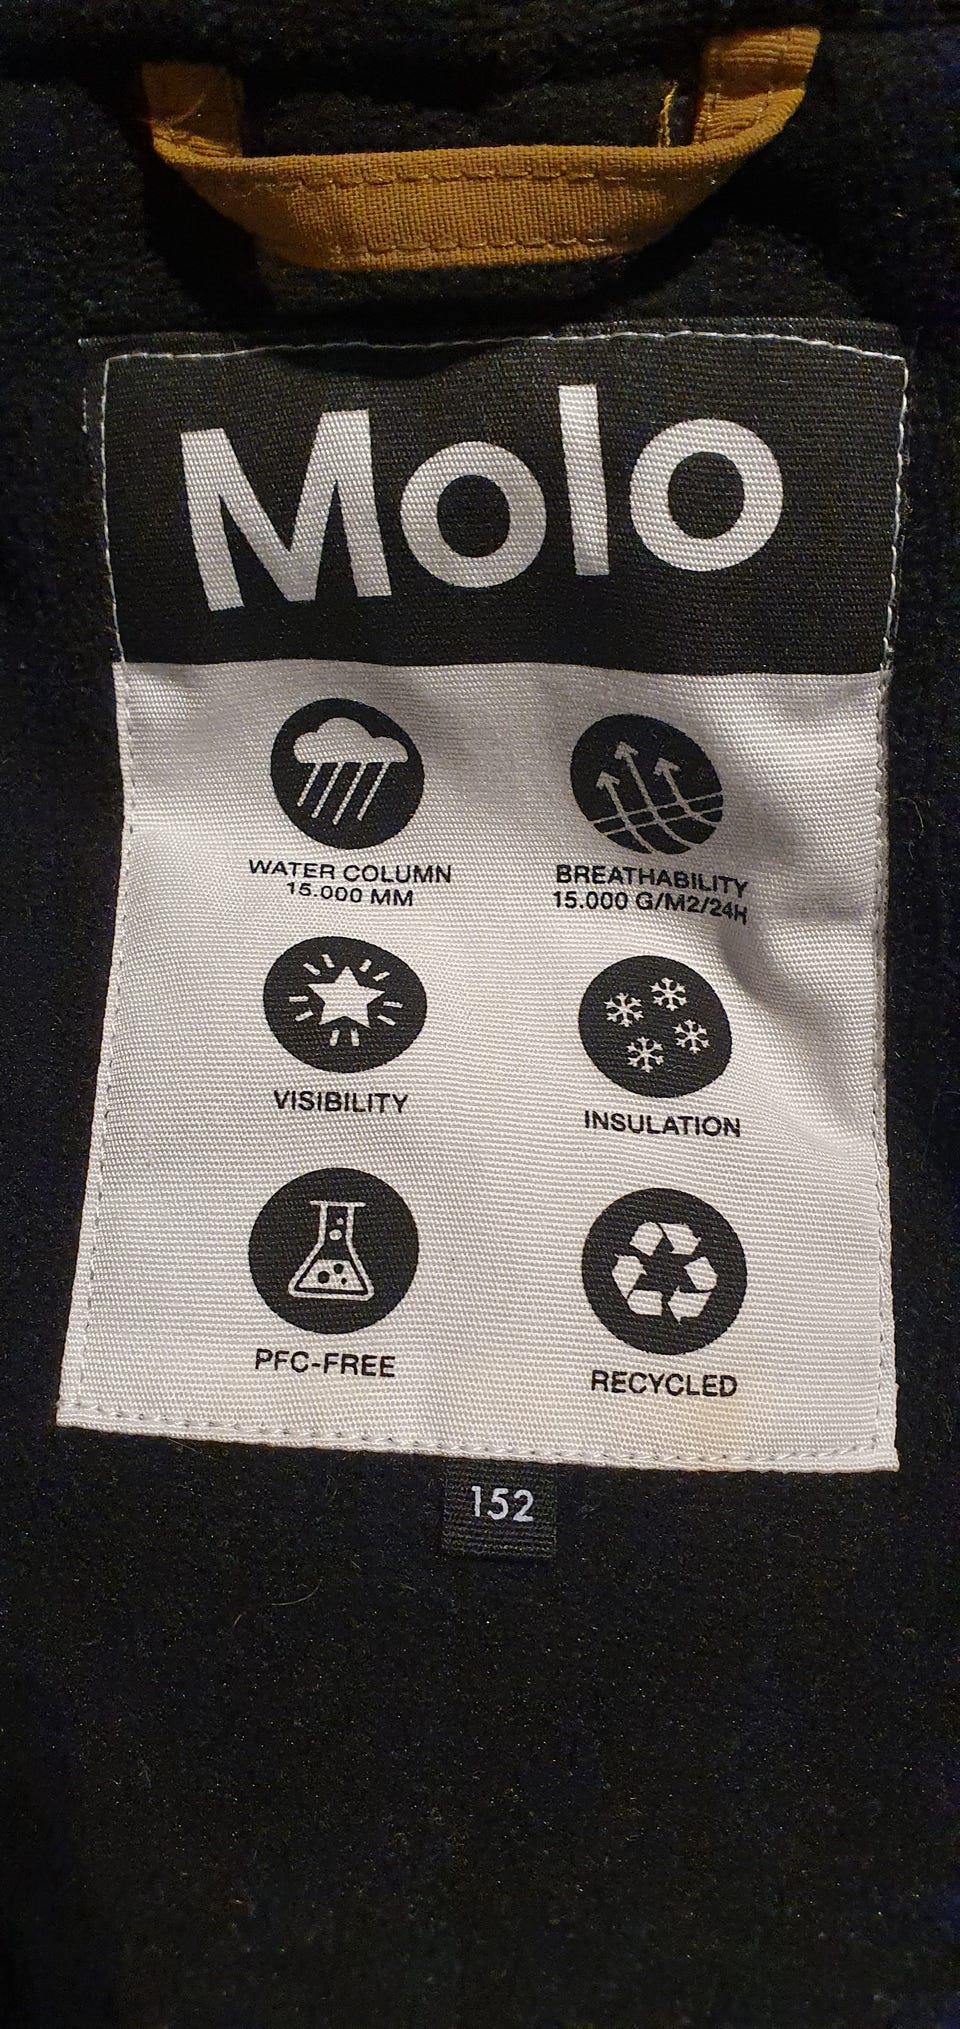 Molo
WATER COLUMN
15.000 MM
BREATHABILITY
15.000 G/M2/24H
VISIBILITY
INSULATION
PFC-FREE
RECYCLED
152